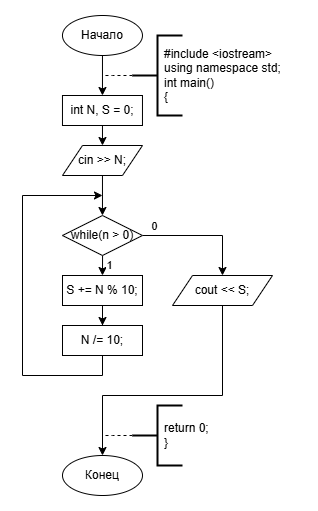 Начало
#include <iostream>
using namespace std;
int main()
{
int N, S = 0;
cin >> N;
while(n > 0)
0
1
S += N % 10;
cout << S;
N /= 10;
return 0;
}
Конец